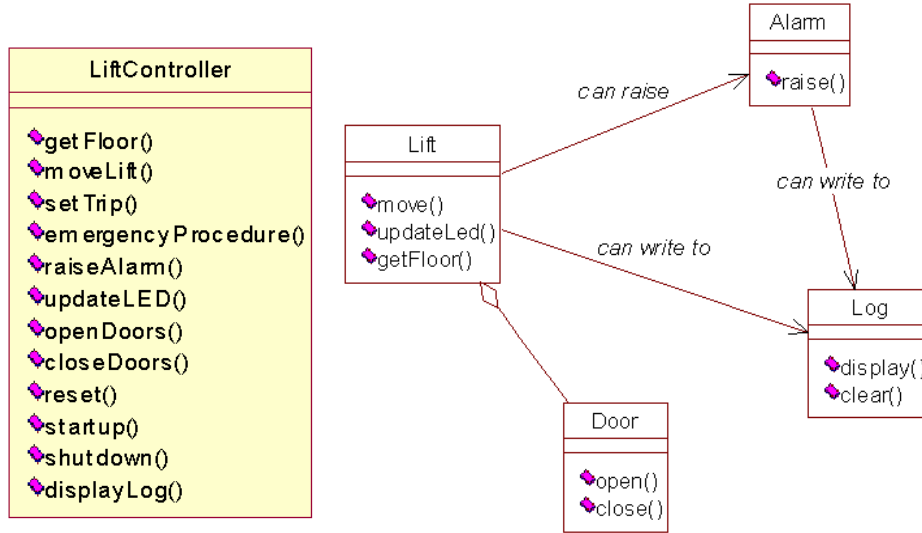 LiftController
getFloor()
moveLift()
setTrip()
emergencyProcedure()
raiseAlarm()
updateLED()
openDoors()
closeDoors()
reset()
startup()
shutdown()
displayLog()
Lift
move()
updateLed()
getFloor()
can raise
Alarm
raise()
can write to
can write to
Log
display()
clear()
Door
open()
close()